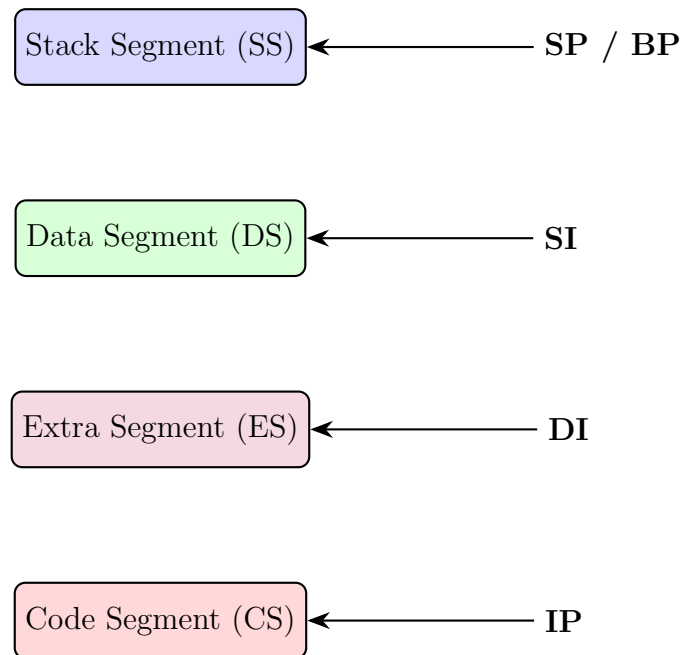 Stack Segment (SS) SP / BP
Data Segment (DS) SI
Extra Segment (ES) DI
Code Segment (CS) IP